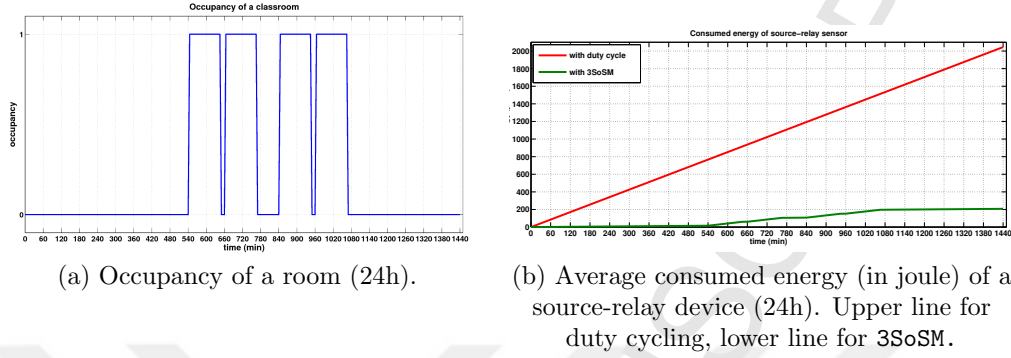 Occupancy of a classroom
occupancy
1
0
0 60 120 180 240 300 360 420 480 540 600 660 720 780 840 900 960 1020 1080 1140 1200 1260 1320 1380 1440
time (min)
(a) Occupancy of a room (24h).
Consumed energy of source−relay sensor
with duty cycle
with 3SoSM
2000
1800
1600
1400
1200
1000
800
600
400
200
0
0 60 120 180 240 300 360 420 480 540 600 660 720 780 840 900 960 1020 1080 1140 1200 1260 1320 1380 1440
time (min)
(b) Average consumed energy (in joule) of a
source-relay device (24h). Upper line for
duty cycling, lower line for 3SoSM.